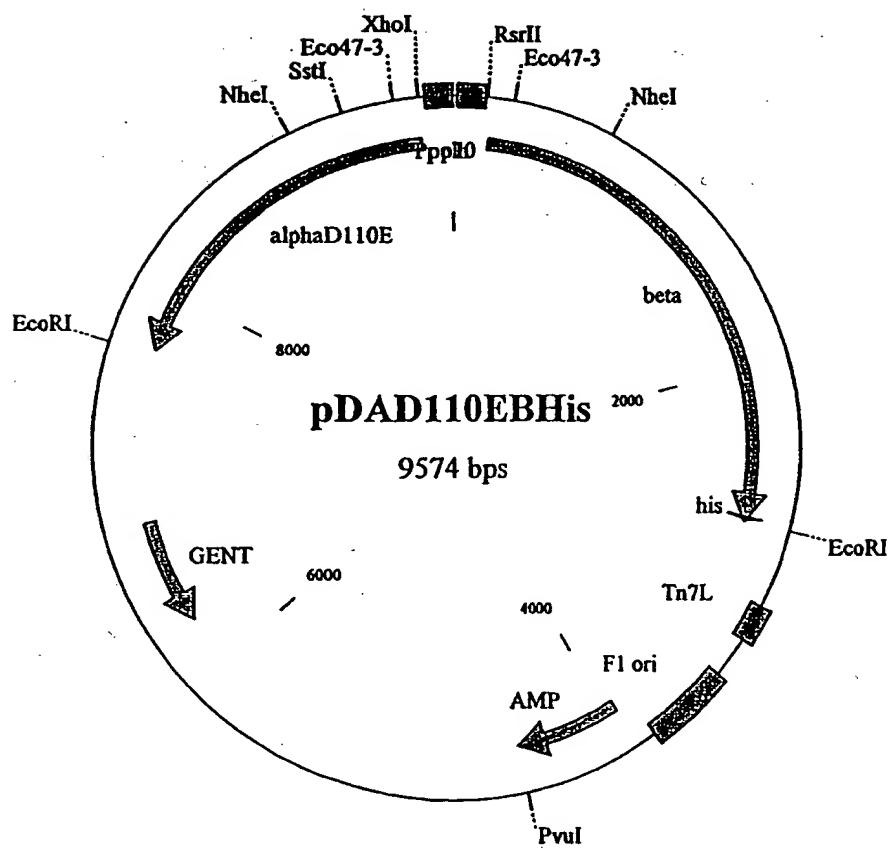 XhoI
RsrII
Eco47-3
Eco47-3
SstI
NheI
NheI
alphaD110E
beta
EcoRI
8000
2000
pDAD110EBHis
9574 bps
his
EcoRI
GENT
6000
Tn7L
4000
F1 ori
AMP
PvuI